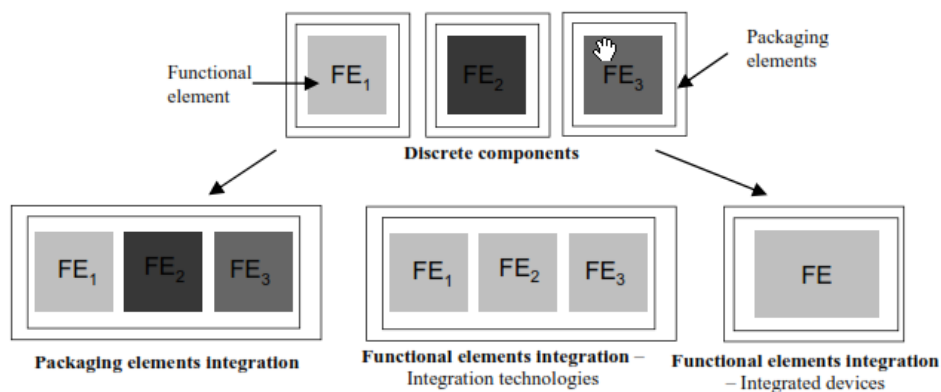 Functional
element
FE1
FE2
FE3
Packaging
elements
Discrete components
FE1
FE2
FE3
Packaging elements integration
FE1
FE2
FE3
Functional elements integration –
Integration technologies
FE
Functional elements integration
– Integrated devices